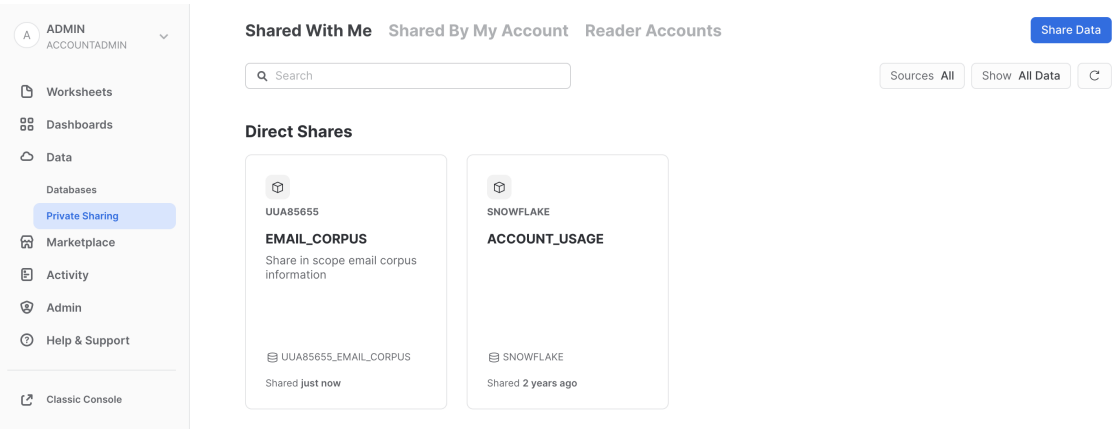 A
ADMIN
ACCOUNTADMIN
Worksheets
Dashboards
Data
Databases
Private Sharing
Marketplace
Activity
Admin
Help & Support
Classic Console
Shared With Me Shared By My Account Reader Accounts
Share Data
Search
Sources All
Show All Data
Direct Shares
UUA85655
EMAIL_CORPUS
Share in scope email corpus
information
UUA85655_EMAIL_CORPUS
Shared just now
SNOWFLAKE
ACCOUNT_USAGE
SNOWFLAKE
Shared 2 years ago